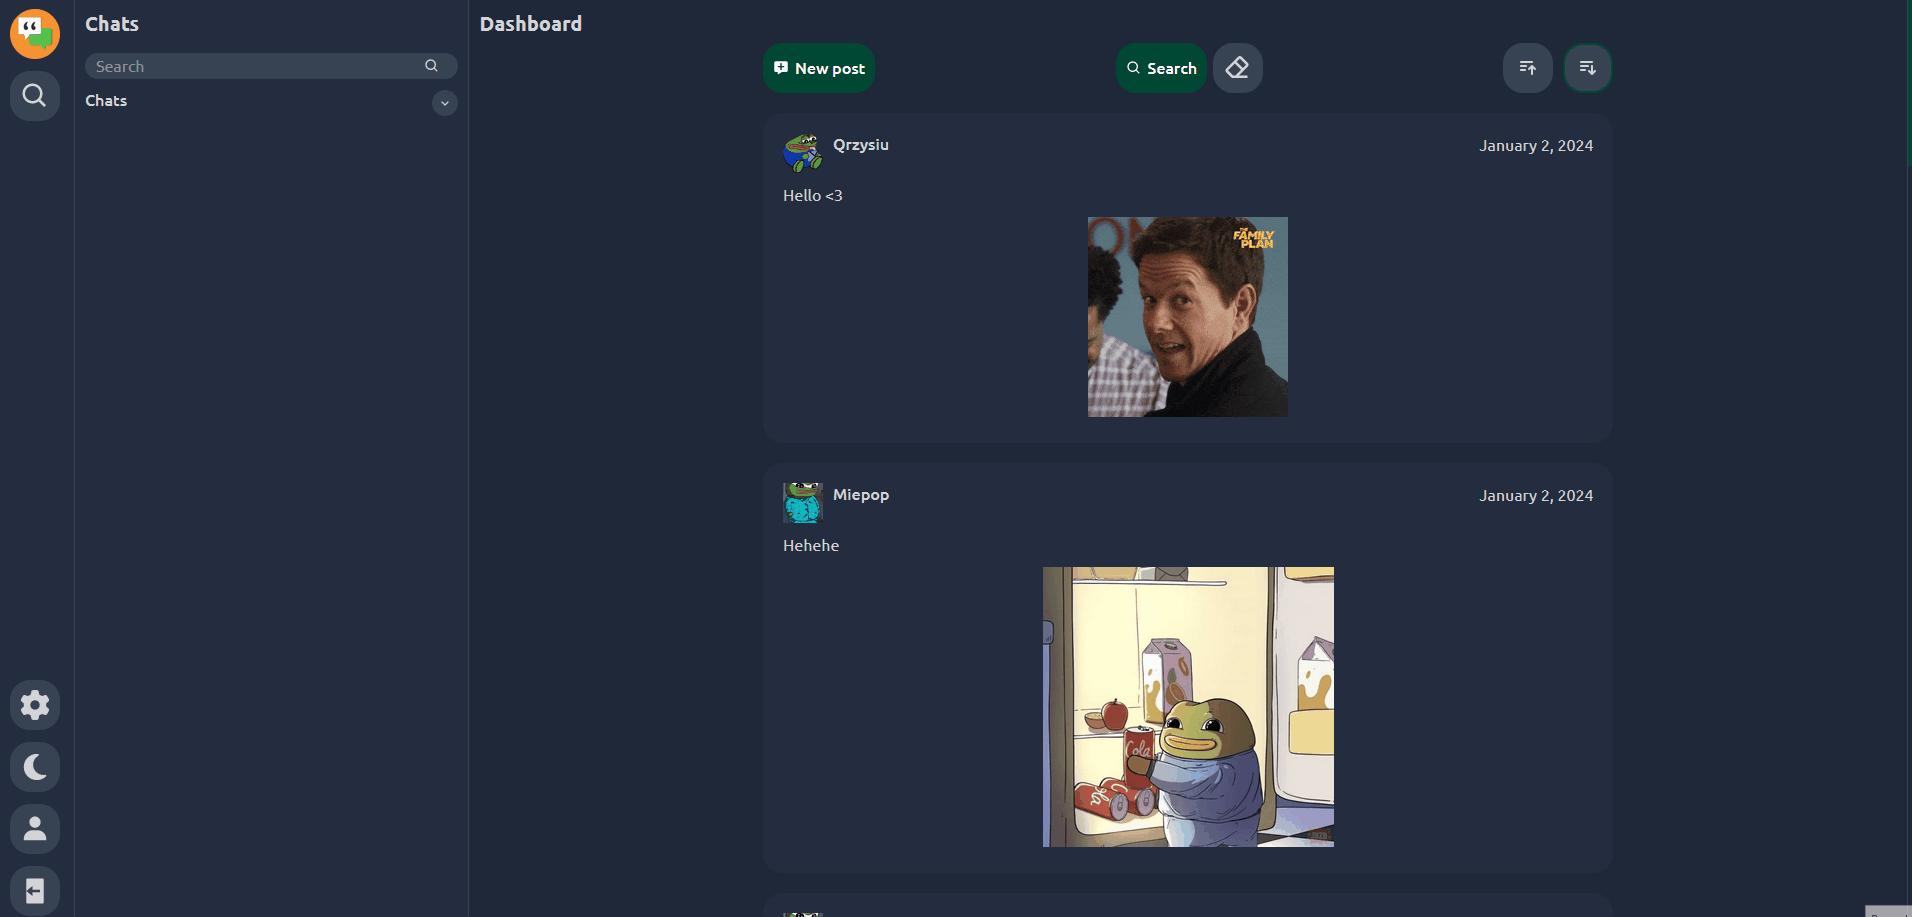 Chats
Search
Chats
Dashboard
New post
Search
Qrzysiu
January 2, 2024
Hello <3
THE
FAMILY
PLAN
Miepop
January 2, 2024
Hehehe
Cola